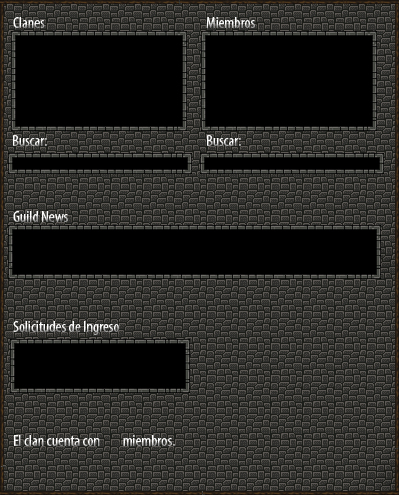 Clanes
Miembros
Buscar:
Buscar:
Guild News
Solicitudes de Ingreso
El clan cuenta con miembros.